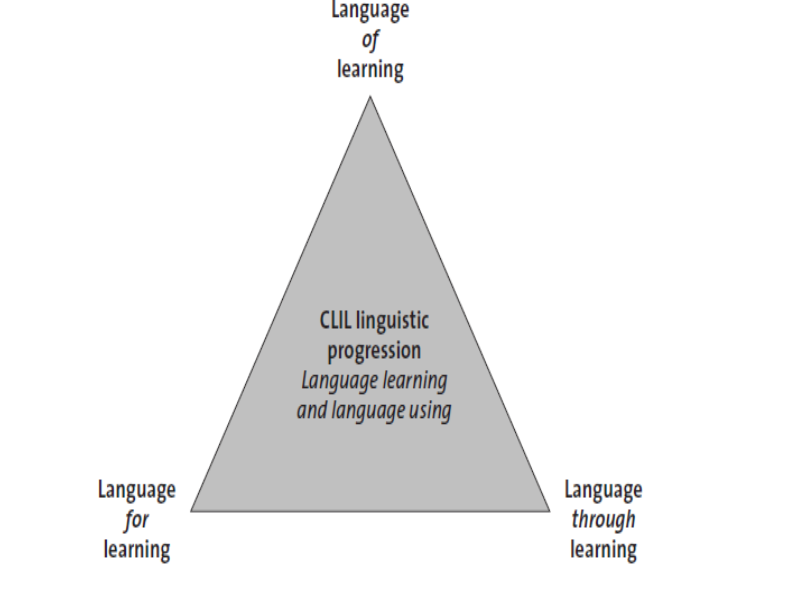 Language
of
learning
CLIL linguistic
progression
Language learning
and language using
Language
for
learning
Language
through
learning